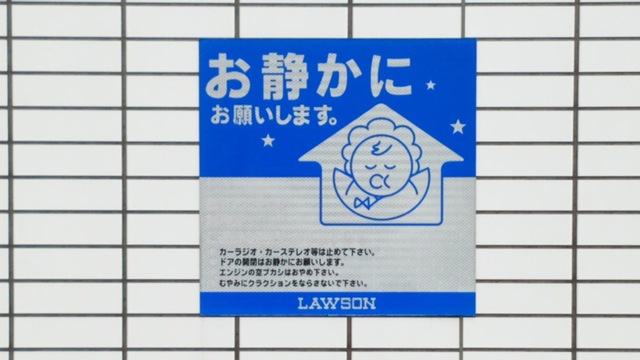 お静かに
お願いします。
カーラジオ・カーステレオ等は止めて下さい。
ドアの開閉はお静かにお願いします。
エンジンの空ブカシはおやめ下さい。
むやみにクラクションをならさないで下さい。
LAWSON